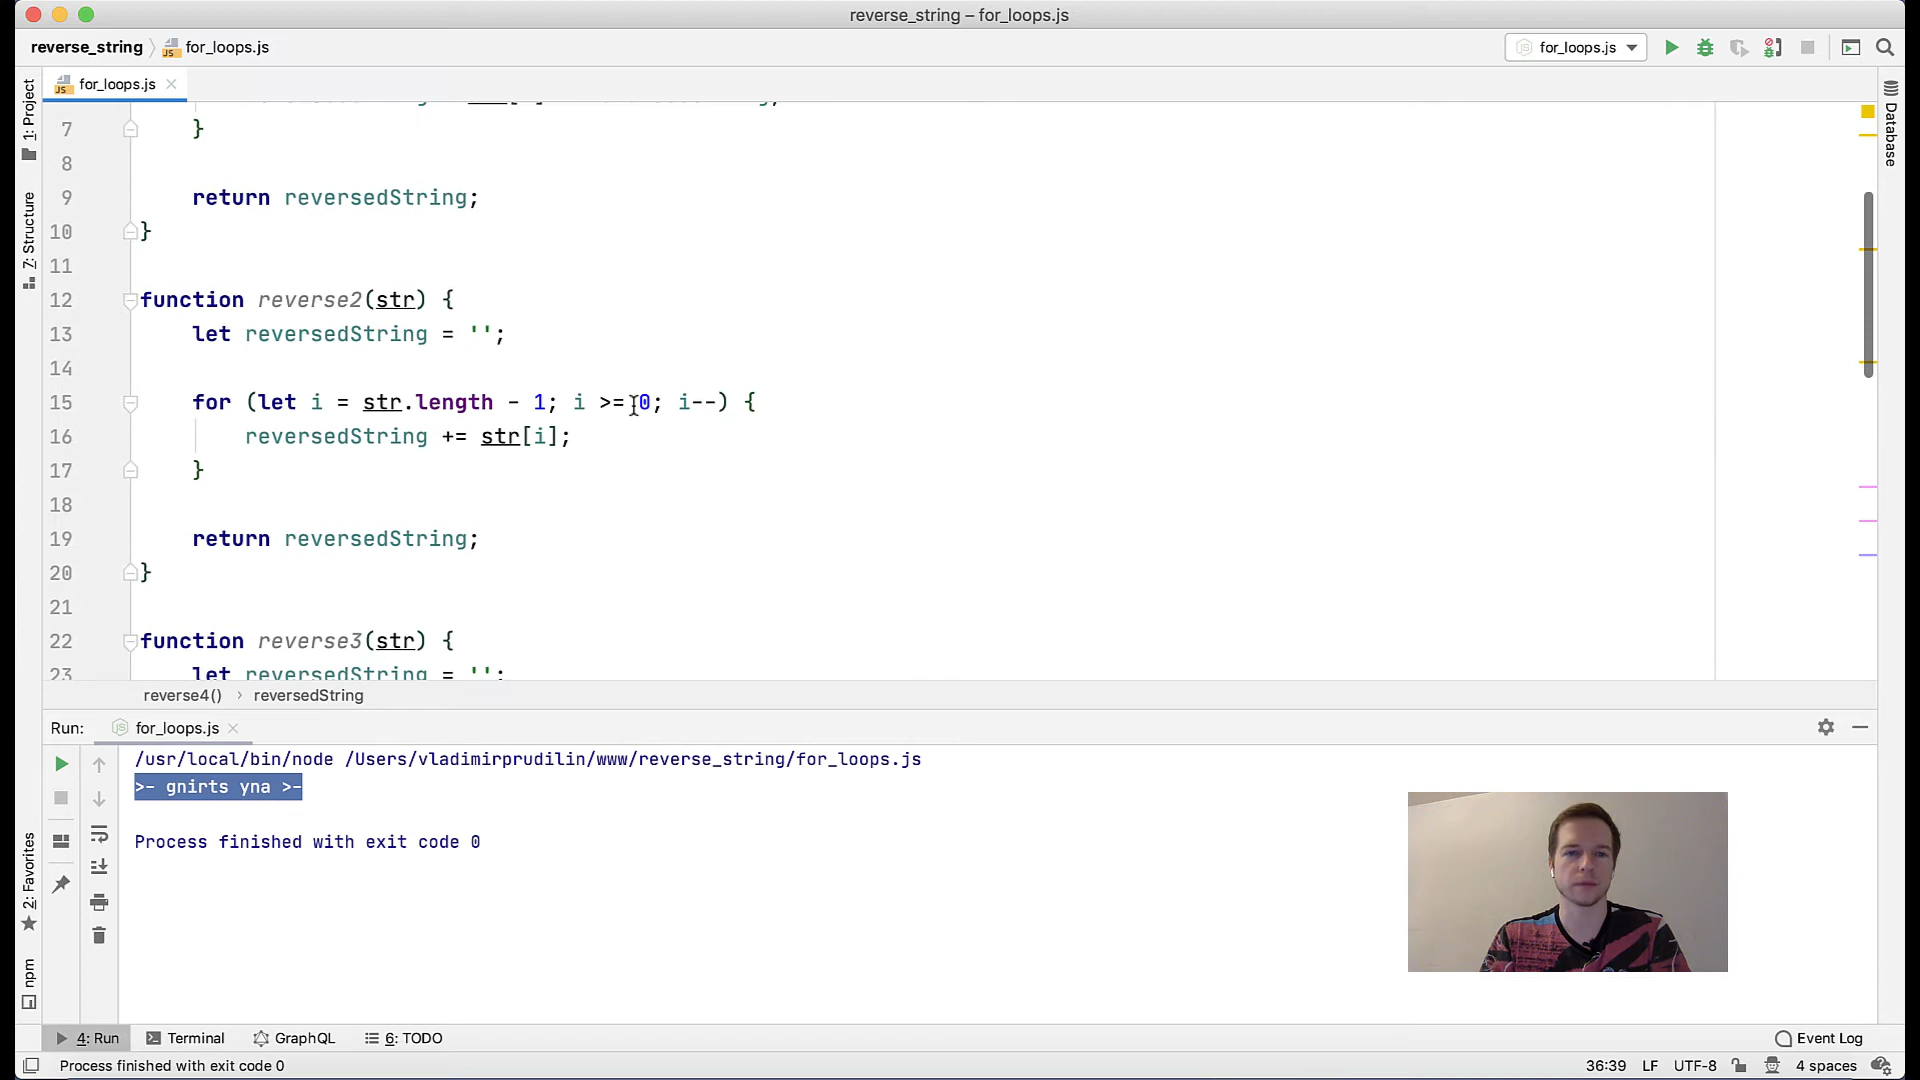 reverse_string – for_loops.js
reverse_string for_loops.js
for_loops.js
for_loops.js
1: Project
7: Structure
2: Favorites
npm
Database
7 }
8
9 return reversedString;
10 }
11
12 function reverse2(str) {
13 let reversedString = '';
14
15 for (let i = str.length - 1; i >= 0; i--) {
16 reversedString += str[i];
17 }
18
19 return reversedString;
20 }
21
22 function reverse3(str) {
23 let reversedString = '';
reverse4() › reversedString
Run: for_loops.js
/usr/local/bin/node /Users/vladimirprudilin/www/reverse_string/for_loops.js
>- gnirts yna >-
Process finished with exit code 0
4: Run Terminal GraphQL 6: TODO Event Log
Process finished with exit code 0 36:39 LF UTF-8 4 spaces